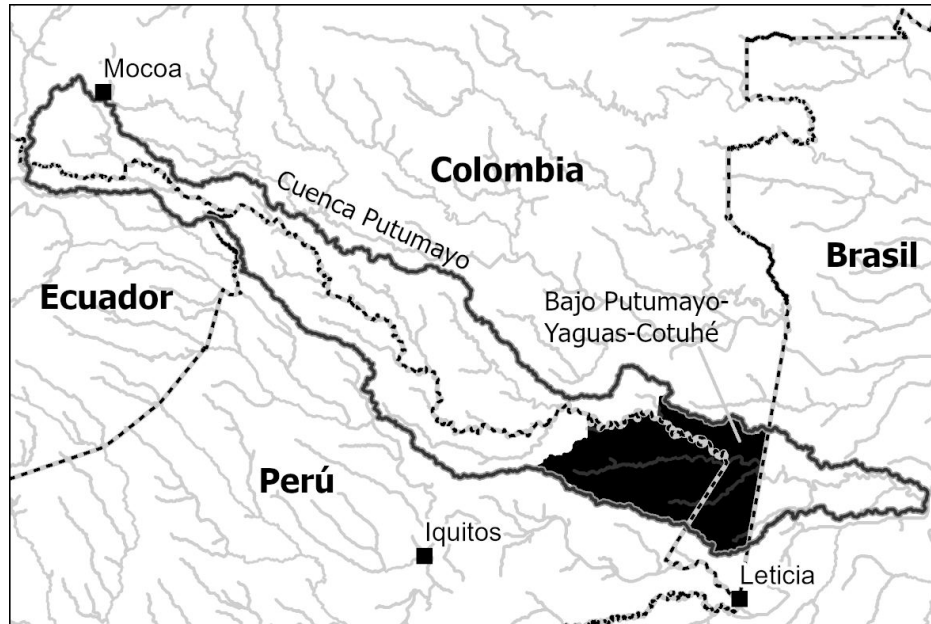 Mocoa
Colombia
Cuenca Putumayo
Brasil
Ecuador
Bajo Putumayo-
Yaguas-Cotuhé
Perú
Iquitos
Leticia